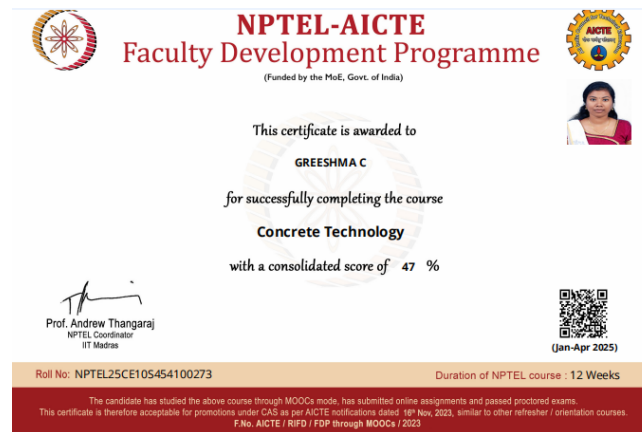 NPTEL-AICTE
Faculty Development Programme
(Funded by the MoE, Govt. of India)
AICTE
This certificate is awarded to
GREESHMA C
for successfully completing the course
Concrete Technology
with a consolidated score of 47 %
Prof. Andrew Thangaraj
NPTEL Coordinator
IIT Madras
(Jan-Apr 2025)
Roll No: NPTEL25CE10S454100273
Duration of NPTEL course : 12 Weeks
The candidate has studied the above course through MOOCs mode, has submitted online assignments and passed proctored exams.
This certificate is therefore acceptable for promotions under CAS as per AICTE notifications dated 16th Nov, 2023, similar to other refresher / orientation courses.
F.No. AICTE / RIFD / FDP through MOOCs / 2023